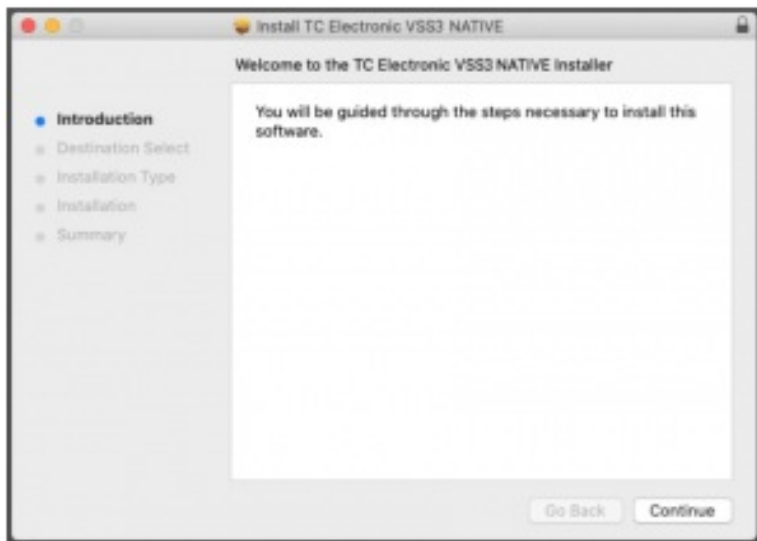 Install TC Electronic VSS3 NATIVE
Welcome to the TC Electronic VSS3 NATIVE Installer
Introduction
Destination Select
Installation Type
Installation
Summary
You will be guided through the steps necessary to install this
software.
Go Back
Continue